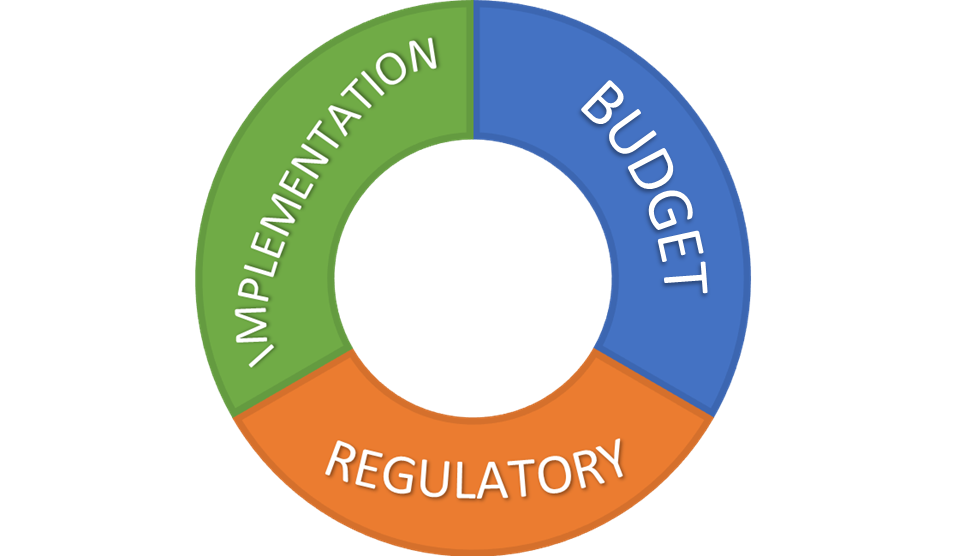 IMPLEMENTATION
BUDGET
REGULATORY